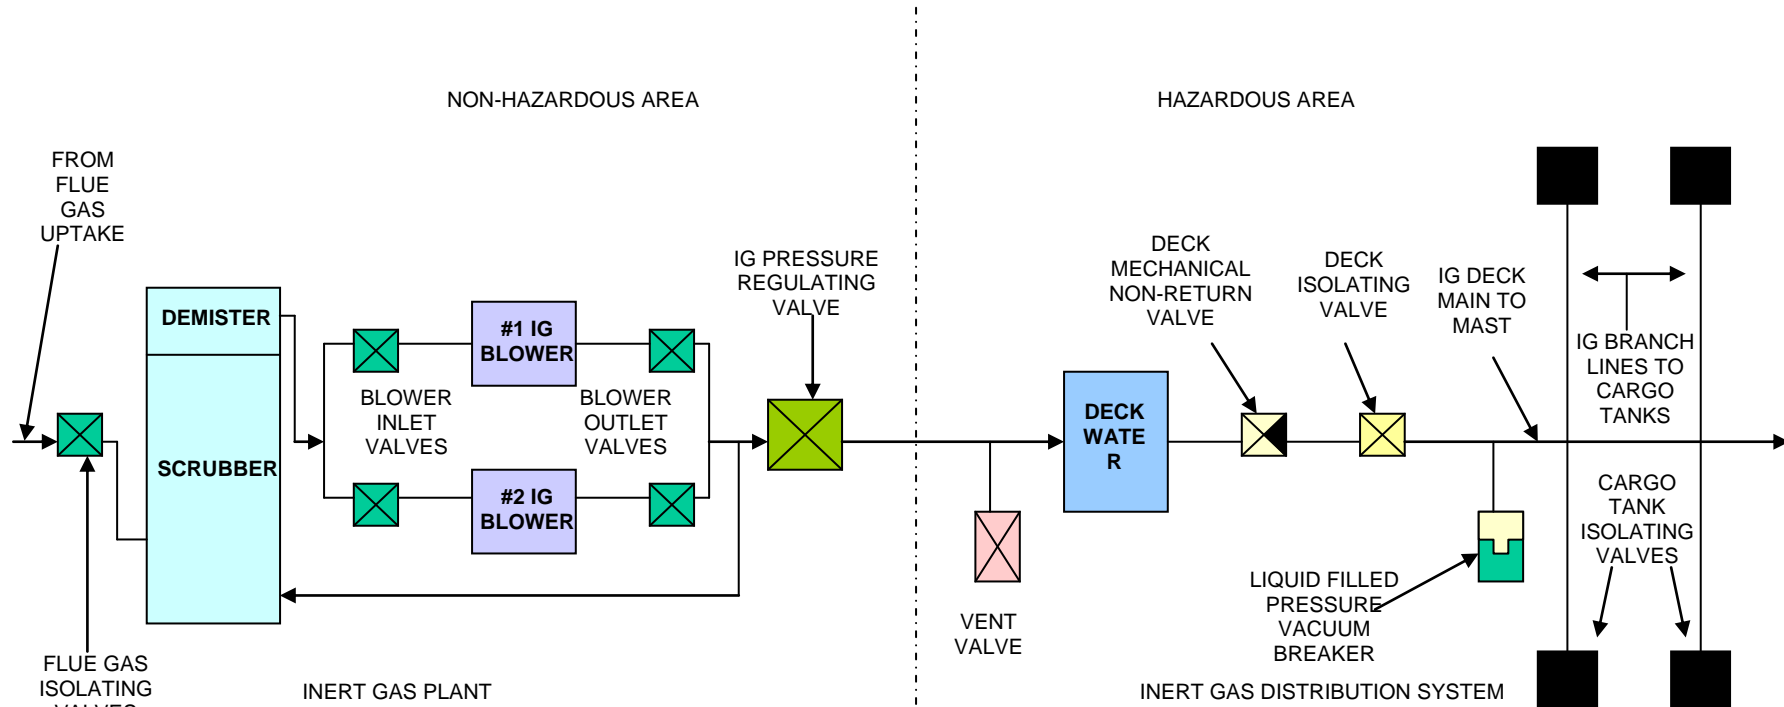 NON-HAZARDOUS AREA
HAZARDOUS AREA
FROM
FLUE
GAS
UPTAKE
DEMISTER
SCRUBBER
#1 IG
BLOWER
BLOWER
INLET
VALVES
BLOWER
OUTLET
VALVES
#2 IG
BLOWER
IG PRESSURE
REGULATING
VALVE
DECK
MECHANICAL
NON-RETURN
VALVE
DECK
ISOLATING
VALVE
IG DECK
MAIN TO
MAST
IG BRANCH
LINES TO
CARGO
TANKS
DECK
WATE
R
CARGO
TANK
ISOLATING
VALVES
LIQUID FILLED
PRESSURE
VACUUM
BREAKER
VENT
VALVE
FLUE GAS
ISOLATING
VALVES
INERT GAS PLANT
INERT GAS DISTRIBUTION SYSTEM